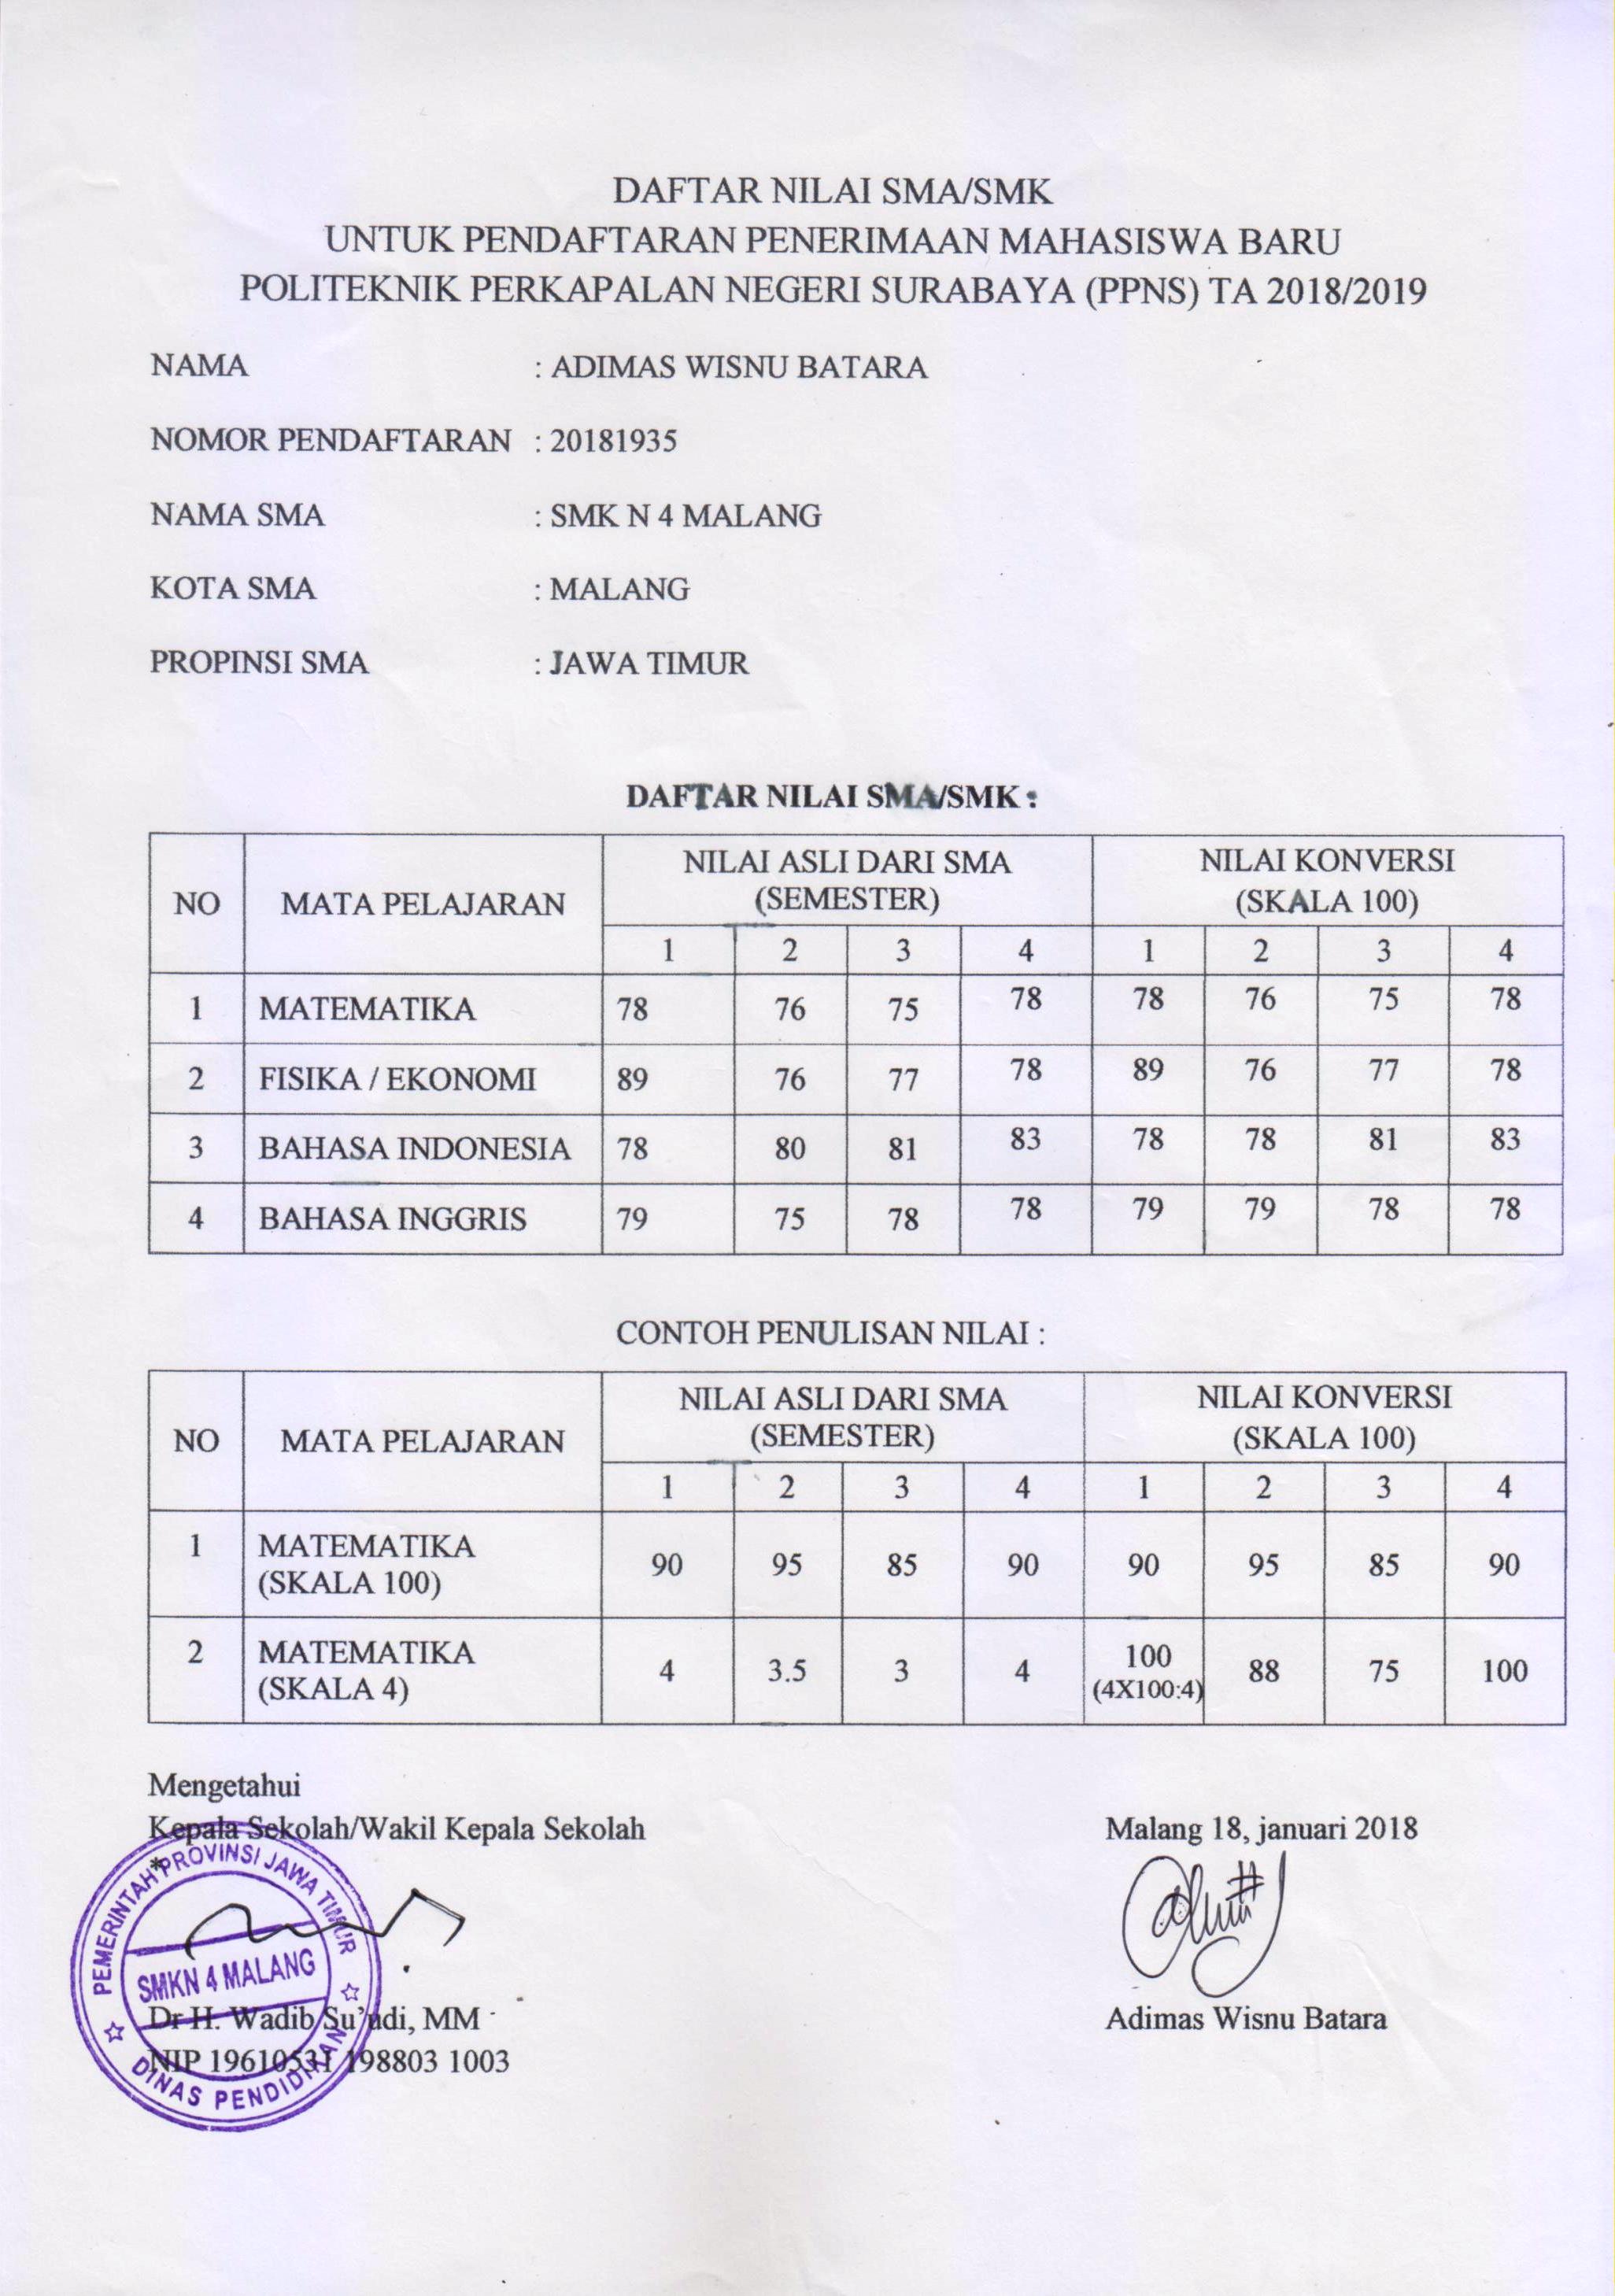 DAFTAR NILAI SMA/SMK
UNTUK PENDAFTARAN PENERIMAAN MAHASISWA BARU
POLITEKNIK PERKAPALAN NEGERI SURABAYA (PPNS) TA 2018/2019
NAMA : ADIMAS WISNU BATARA
NOMOR PENDAFTARAN : 20181935
NAMA SMA : SMK N 4 MALANG
KOTA SMA : MALANG
PROPINSI SMA : JAWA TIMUR
DAFTAR NILAI SMA/SMK :
NO MATA PELAJARAN NILAI ASLI DARI SMA (SEMESTER) NILAI KONVERSI (SKALA 100)
1 2 3 4 1 2 3 4
1 MATEMATIKA 78 76 75 78 78 76 75 78
2 FISIKA / EKONOMI 89 76 77 78 89 76 77 78
3 BAHASA INDONESIA 78 80 81 83 78 78 81 83
4 BAHASA INGGRIS 79 75 78 78 79 79 78 78
CONTOH PENULISAN NILAI :
NO MATA PELAJARAN NILAI ASLI DARI SMA (SEMESTER) NILAI KONVERSI (SKALA 100)
1 2 3 4 1 2 3 4
1 MATEMATIKA (SKALA 100) 90 95 85 90 90 95 85 90
2 MATEMATIKA (SKALA 4) 4 3.5 3 4 100 (4X100:4) 88 75 100
Mengetahui
Kepala Sekolah/Wakil Kepala Sekolah
Malang 18, januari 2018
*
PEMERINTAH PROVINSI JAWA TIMUR
SMKN 4 MALANG
DINAS PENDIDIKAN
Dr H. Wadib Su'udi, MM
Adimas Wisnu Batara
NIP 19610531 198803 1003